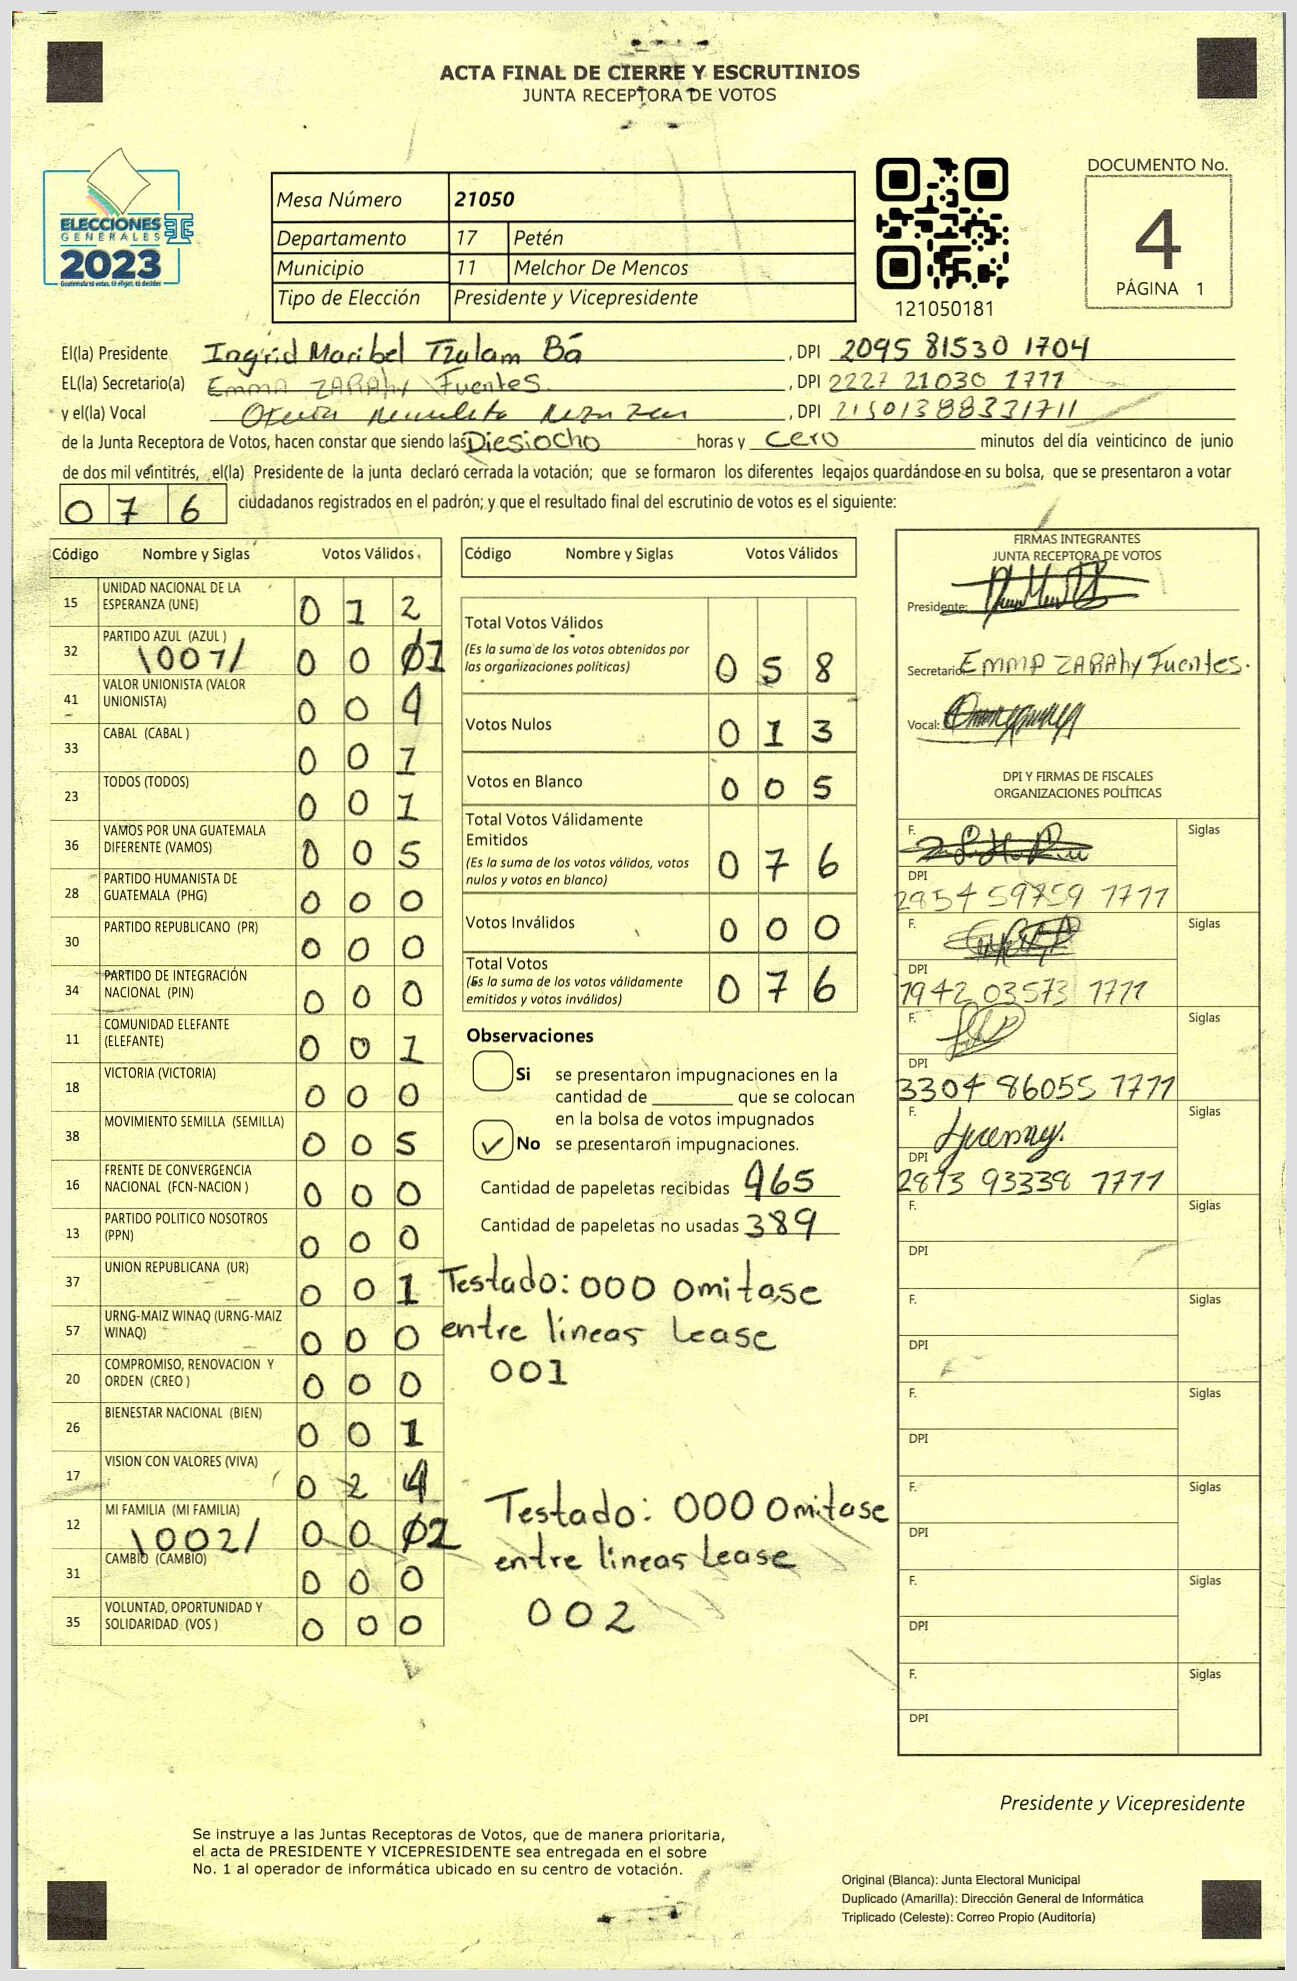 ACTA FINAL DE CIERRE Y ESCRUTINIOS
JUNTA RECEPTORA DE VOTOS
ELECCIONES
GENERALES
2023
Guatemala tú votas, tú eliges, tú decides
Mesa Número 21050
Departamento 17 Petén
Municipio 11 Melchor De Mencos
Tipo de Elección Presidente y Vicepresidente
121050181
DOCUMENTO No.
4
PÁGINA 1
El(la) Presidente Ingrid Maribel Tzulam Bá , DPI 2095 81530 1704
EL(la) Secretario(a) Emma ZARAhy Fuentes. , DPI 2227 21030 1711
y el(la) Vocal , DPI 2150138833 1711
de la Junta Receptora de Votos, hacen constar que siendo las Diesiocho horas y cero minutos del día veinticinco de junio
de dos mil veintitrés, el(la) Presidente de la junta declaró cerrada la votación; que se formaron los diferentes legajos quardándose en su bolsa, que se presentaron a votar
0 7 6 ciudadanos registrados en el padrón; y que el resultado final del escrutinio de votos es el siguiente:
Código Nombre y Siglas Votos Válidos
15 UNIDAD NACIONAL DE LA ESPERANZA (UNE) 0 1 2
32 PARTIDO AZUL (AZUL ) \001/ 0 0 01
41 VALOR UNIONISTA (VALOR UNIONISTA) 0 0 4
33 CABAL (CABAL ) 0 0 1
23 TODOS (TODOS) 0 0 1
36 VAMOS POR UNA GUATEMALA DIFERENTE (VAMOS) 0 0 5
28 PARTIDO HUMANISTA DE GUATEMALA (PHG) 0 0 0
30 PARTIDO REPUBLICANO (PR) 0 0 0
34 PARTIDO DE INTEGRACIÓN NACIONAL (PIN) 0 0 0
11 COMUNIDAD ELEFANTE (ELEFANTE) 0 0 1
18 VICTORIA (VICTORIA) 0 0 0
38 MOVIMIENTO SEMILLA (SEMILLA) 0 0 5
16 FRENTE DE CONVERGENCIA NACIONAL (FCN-NACION ) 0 0 0
13 PARTIDO POLITICO NOSOTROS (PPN) 0 0 0
37 UNION REPUBLICANA (UR) 0 0 1
57 URNG-MAIZ WINAQ (URNG-MAIZ WINAQ) 0 0 0
20 COMPROMISO, RENOVACION Y ORDEN (CREO ) 0 0 0
26 BIENESTAR NACIONAL (BIEN) 0 0 1
17 VISION CON VALORES (VIVA) 0 2 4
12 MI FAMILIA (MI FAMILIA) \002/ 0 0 02
31 CAMBIO (CAMBIO) 0 0 0
35 VOLUNTAD, OPORTUNIDAD Y SOLIDARIDAD (VOS ) 0 0 0
Código Nombre y Siglas Votos Válidos
Total Votos Válidos
(Es la suma de los votos obtenidos por
las organizaciones políticas) 0 5 8
Votos Nulos 0 1 3
Votos en Blanco 0 0 5
Total Votos Válidamente
Emitidos
(Es la suma de los votos válidos, votos
nulos y votos en blanco) 0 7 6
Votos Inválidos 0 0 0
Total Votos
(Es la suma de los votos válidamente
emitidos y votos inválidos) 0 7 6
Observaciones
Si se presentaron impugnaciones en la
cantidad de ________ que se colocan
en la bolsa de votos impugnados
No se presentaron impugnaciones.
Cantidad de papeletas recibidas 465
Cantidad de papeletas no usadas 389
Testado: 000 omitase
entre lineas Lease
001
Testado: 000 Omitase
entre lineas Lease
002
FIRMAS INTEGRANTES
JUNTA RECEPTORA DE VOTOS
Presidente:
Secretario: Emma ZARAhy Fuentes.
Vocal:
DPI Y FIRMAS DE FISCALES
ORGANIZACIONES POLÍTICAS
F. Siglas
DPI
2854 59759 1711
F. Siglas
DPI
1942 03573 1711
F. Siglas
DPI
3304 86055 1711
F. Siglas
DPI
2813 93338 1711
F. Siglas
DPI
F. Siglas
DPI
F. Siglas
DPI
F. Siglas
DPI
F. Siglas
DPI
F. Siglas
DPI
Presidente y Vicepresidente
Se instruye a las Juntas Receptoras de Votos, que de manera prioritaria,
el acta de PRESIDENTE Y VICEPRESIDENTE sea entregada en el sobre
No. 1 al operador de informática ubicado en su centro de votación.
Original (Blanca): Junta Electoral Municipal
Duplicado (Amarilla): Dirección General de Informática
Triplicado (Celeste): Correo Propio (Auditoría)